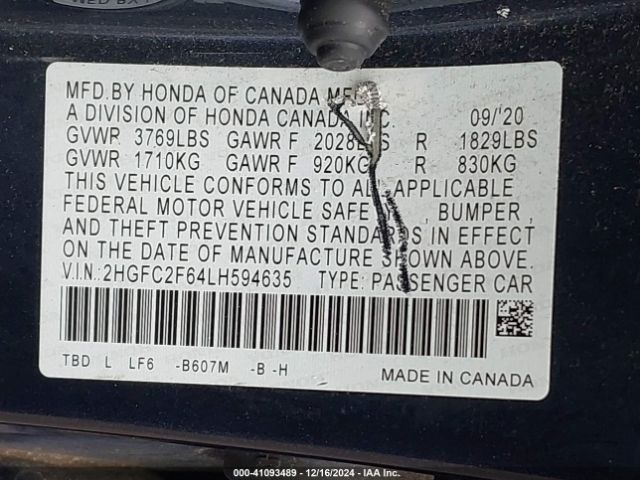 MFD. BY HONDA OF CANADA
A DIVISION OF HONDA CANADA INC. 09/'20
GVWR 3769LBS GAWR F 2028LBS R 1829LBS
GVWR 1710KG GAWR F 920KG R 830KG
THIS VEHICLE CONFORMS TO ALL APPLICABLE
FEDERAL MOTOR VEHICLE , BUMPER ,
AND THEFT PREVENTION STANDARDS IN EFFECT
ON THE DATE OF MANUFACTURE SHOWN ABOVE.
V.I.N.: 2HGFC2F64LH594635 TYPE: PASSENGER CAR
TBD L LF6 -B607M -B -H
MADE IN CANADA
000-41093489 - 12/16/2024 - IAA Inc.